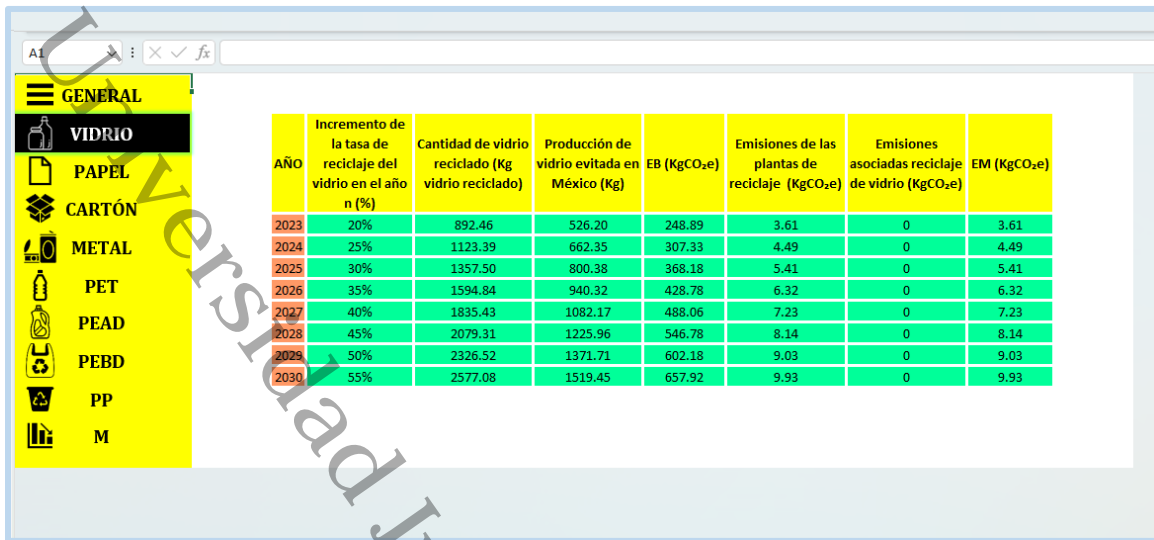 A1
fx
GENERAL
VIDRIO
PAPEL
CARTÓN
METAL
PET
PEAD
PEBD
PP
M
AÑO
Incremento de
la tasa de
reciclaje del
vidrio en el año
n (%)
Cantidad de vidrio
reciclado (Kg
vidrio reciclado)
Producción de
vidrio evitada en
México (Kg)
EB (KgCO₂e)
Emisiones de las
plantas de
reciclaje (KgCO₂e)
Emisiones
asociadas reciclaje
de vidrio (KgCO₂e)
EM (KgCO₂e)
2023 20% 892.46 526.20 248.89 3.61 0 3.61
2024 25% 1123.39 662.35 307.33 4.49 0 4.49
2025 30% 1357.50 800.38 368.18 5.41 0 5.41
2026 35% 1594.84 940.32 428.78 6.32 0 6.32
2027 40% 1835.43 1082.17 488.06 7.23 0 7.23
2028 45% 2079.31 1225.96 546.78 8.14 0 8.14
2029 50% 2326.52 1371.71 602.18 9.03 0 9.03
2030 55% 2577.08 1519.45 657.92 9.93 0 9.93
Universidad